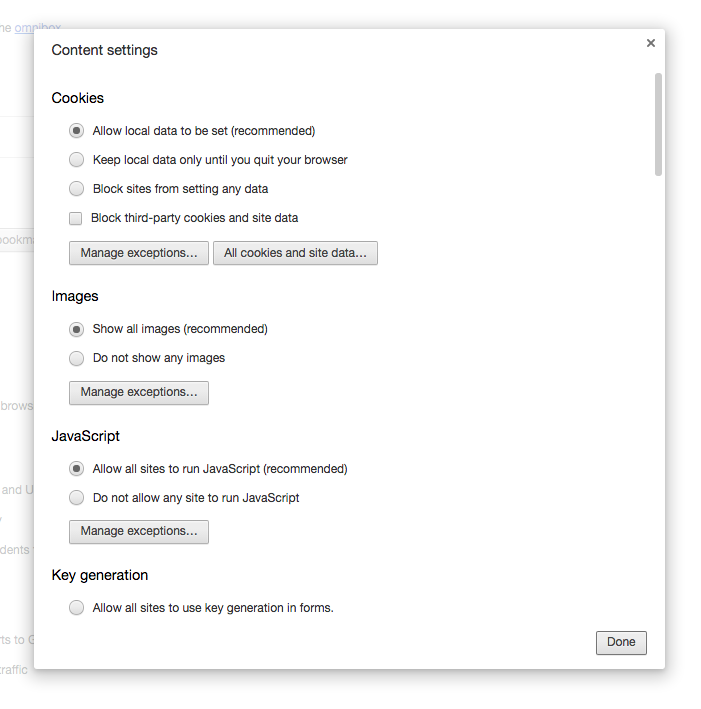 ne omnibox
Content settings
Cookies
Allow local data to be set (recommended)
Keep local data only until you quit your browser
Block sites from setting any data
Block third-party cookies and site data
Manage exceptions... All cookies and site data...
Images
Show all images (recommended)
Do not show any images
Manage exceptions...
JavaScript
Allow all sites to run JavaScript (recommended)
Do not allow any site to run JavaScript
Manage exceptions...
Key generation
Allow all sites to use key generation in forms.
Done
bookma
brows
and U
dents
rts to G
traffic